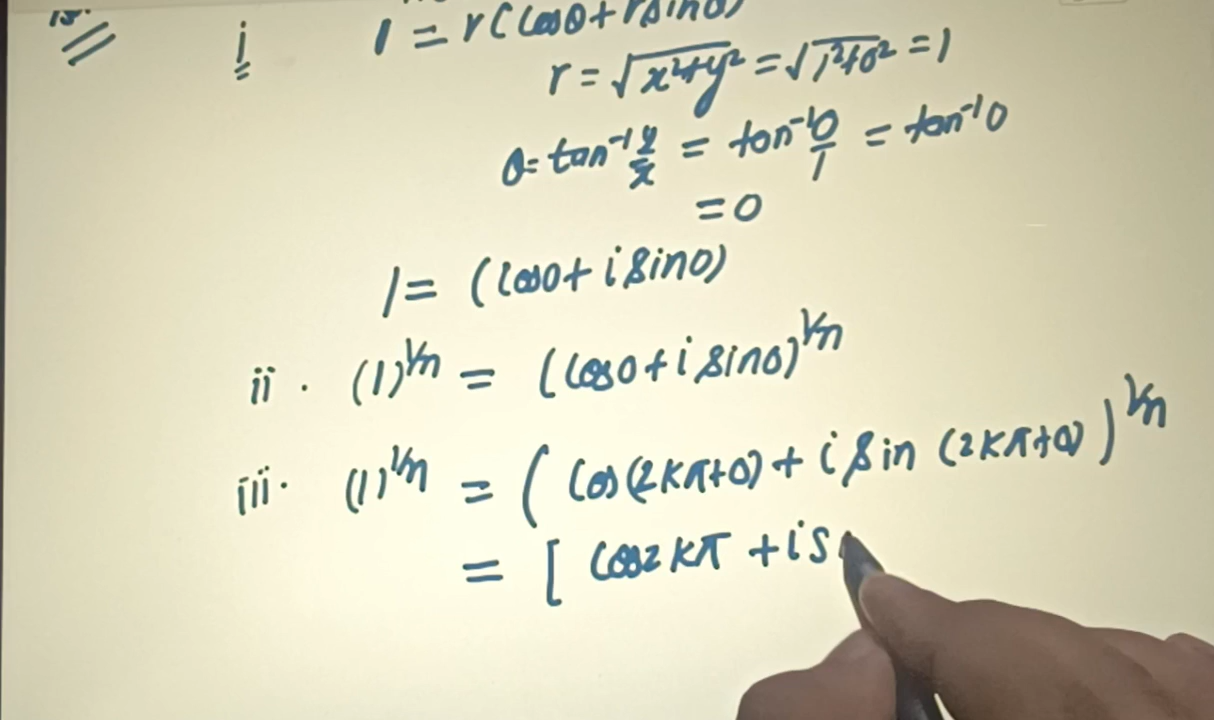 18.
i 1 = r(cosθ + r sinθ)
r = √x²+y² = √1²+0² = 1
θ = tan⁻¹ y/x = tan⁻¹ 0/1 = tan⁻¹ 0
= 0
1 = (cos0 + i sin0)
ii . (1)^1/n = (cos0 + i sin0)^1/n
iii . (1)^1/n = (cos(2kπ+0) + i sin (2kπ+0))^1/n
= [ cos2kπ + i s